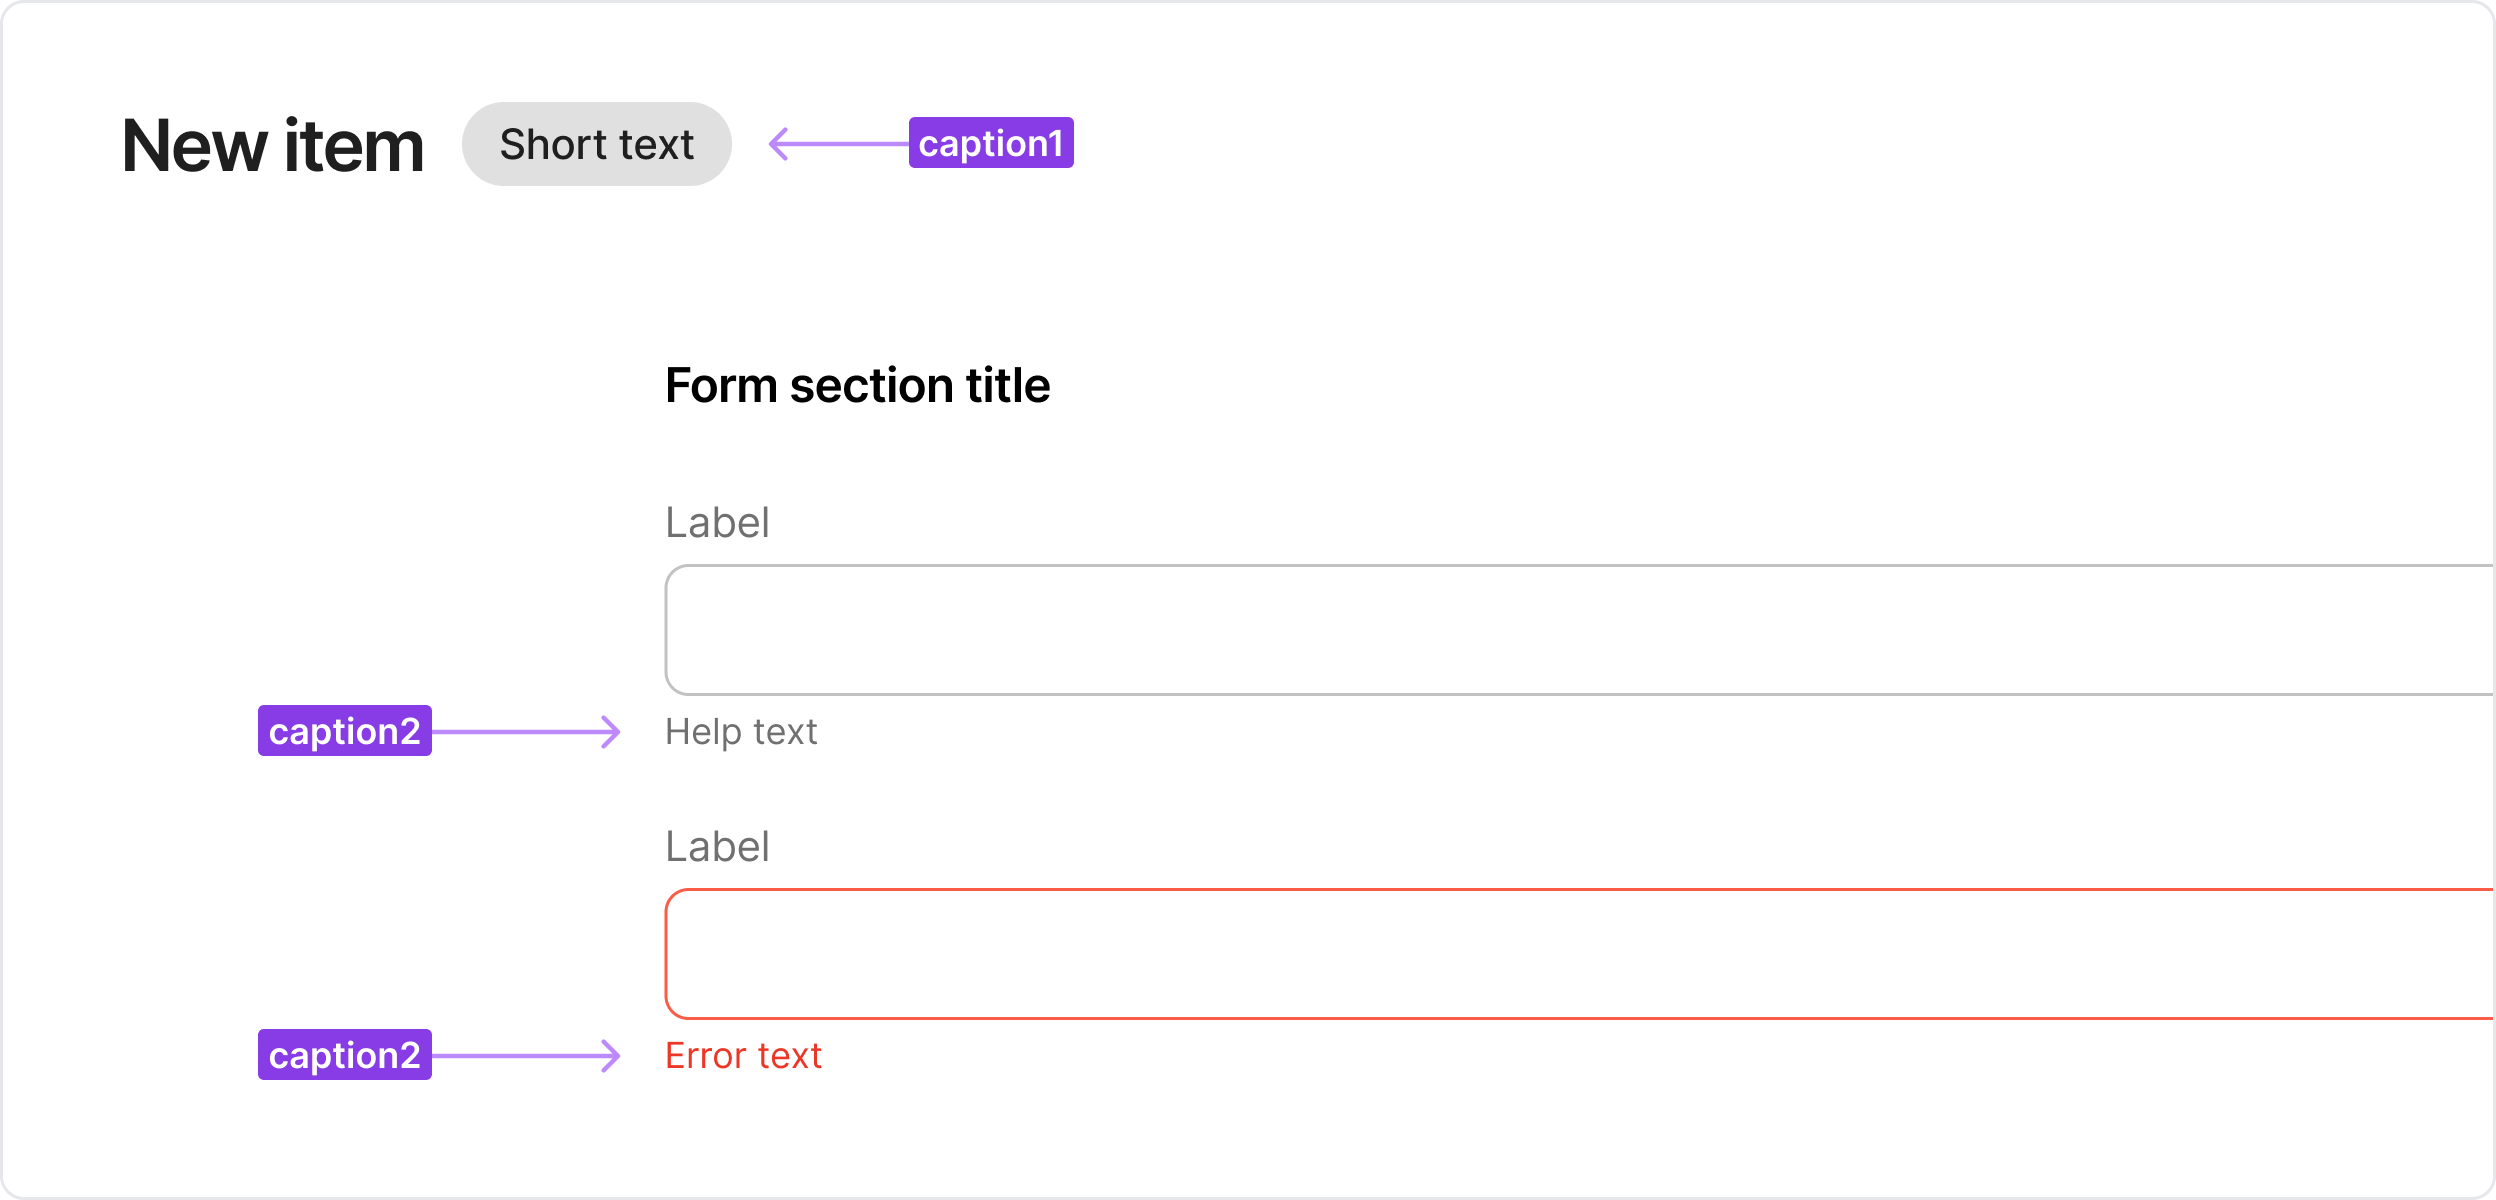 New item Short text caption1
Form section title
Label
caption2 Help text
Label
caption2 Error text